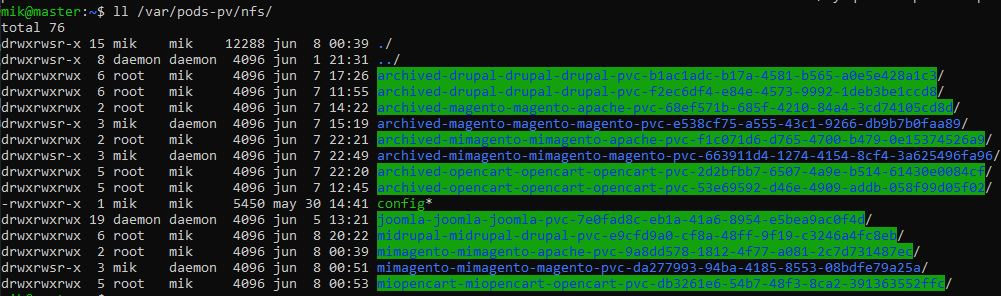 mik@master:~$ ll /var/pods-pv/nfs/
total 76
drwxrwsr-x 15 mik    mik    12288 jun  8 00:39 ./
drwxrwsr-x  8 daemon daemon  4096 jun  1 21:31 ../
drwxrwxrwx  6 root   mik     4096 jun  7 17:26 archived-drupal-drupal-drupal-pvc-b1ac1adc-b17a-4581-b565-a0e5e428a1c3/
drwxrwxrwx  6 root   mik     4096 jun  7 11:55 archived-drupal-drupal-drupal-pvc-f2ec6df4-e84e-4573-9992-1deb3be1ccd8/
drwxrwxrwx  2 root   mik     4096 jun  7 14:22 archived-magento-magento-apache-pvc-68ef571b-685f-4210-84a4-3cd74105cd8d/
drwxrwsr-x  3 mik    daemon  4096 jun  7 15:19 archived-magento-magento-magento-pvc-e538cf75-a555-43c1-9266-db9b7b0faa89/
drwxrwxrwx  2 root   mik     4096 jun  7 22:21 archived-mimagento-mimagento-apache-pvc-f1c071d6-d765-4700-b479-0e15374526a9/
drwxrwsr-x  3 mik    daemon  4096 jun  7 22:49 archived-mimagento-mimagento-magento-pvc-663911d4-1274-4154-8cf4-3a625496fa96/
drwxrwxrwx  5 root   mik     4096 jun  7 22:20 archived-opencart-opencart-opencart-pvc-2d2bfbb7-6507-4a9e-b514-61430e0084cf/
drwxrwxrwx  5 root   mik     4096 jun  7 12:45 archived-opencart-opencart-opencart-pvc-53e69592-d46e-4909-addb-058f99d05f02/
-rwxrwxr-x  1 mik    mik     5450 may 30 14:41 config*
drwxrwxrwx 19 daemon daemon  4096 jun  5 13:21 joomla-joomla-joomla-pvc-7e0fad8c-eb1a-41a6-8954-e5bea9ac0f4d/
drwxrwxrwx  6 root   mik     4096 jun  8 20:22 midrupal-midrupal-drupal-pvc-e9cfd9a0-cf8a-48ff-9f19-c3246a4fc8eb/
drwxrwxrwx  2 root   mik     4096 jun  8 00:39 mimagento-mimagento-apache-pvc-9a8dd578-1812-4f77-a081-2c7d731487ec/
drwxrwsr-x  3 mik    daemon  4096 jun  8 00:51 mimagento-mimagento-magento-pvc-da277993-94ba-4185-8553-08bdfe79a25a/
drwxrwxrwx  5 root   mik     4096 jun  8 00:53 miopencart-miopencart-opencart-pvc-db3261e6-54b7-48f3-8ca2-391363552ffc/